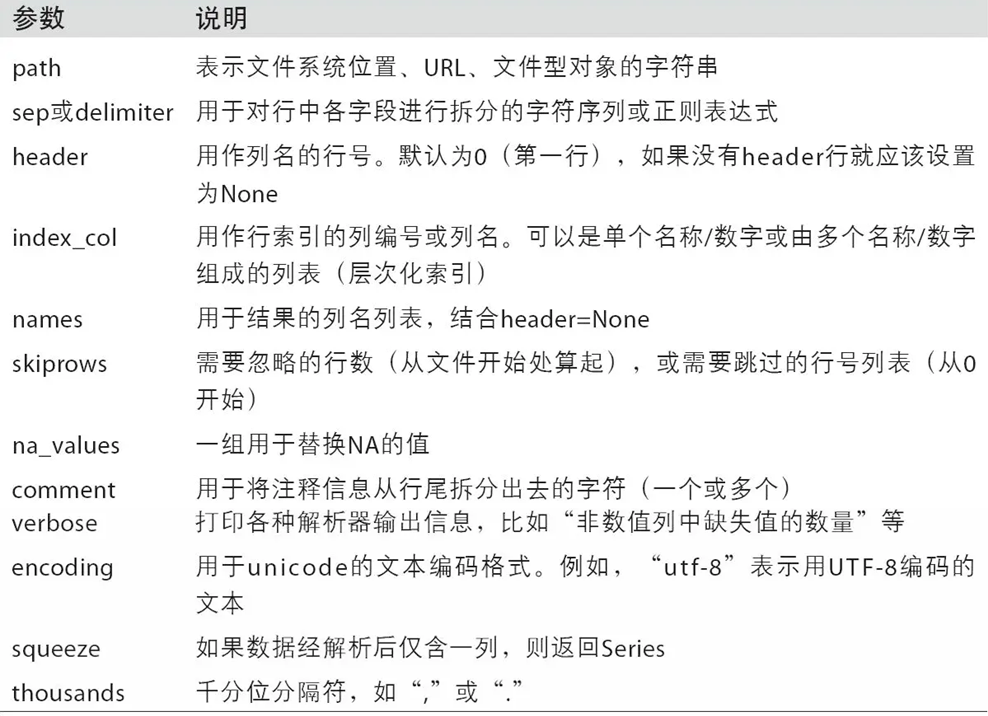 参数 说明
path 表示文件系统位置、URL、文件型对象的字符串
sep或delimiter 用于对行中各字段进行拆分的字符序列或正则表达式
header 用作列名的行号。默认为0（第一行），如果没有header行就应该设置
为None
index_col 用作行索引的列编号或列名。可以是单个名称/数字或由多个名称/数字
组成的列表（层次化索引）
names 用于结果的列名列表，结合header=None
skiprows 需要忽略的行数（从文件开始处算起），或需要跳过的行号列表（从0
开始）
na_values 一组用于替换NA的值
comment 用于将注释信息从行尾拆分出去的字符（一个或多个）
verbose 打印各种解析器输出信息，比如“非数值列中缺失值的数量”等
encoding 用于unicode的文本编码格式。例如，“utf-8”表示用UTF-8编码的
文本
squeeze 如果数据经解析后仅含一列，则返回Series
thousands 千分位分隔符，如“,”或“.”